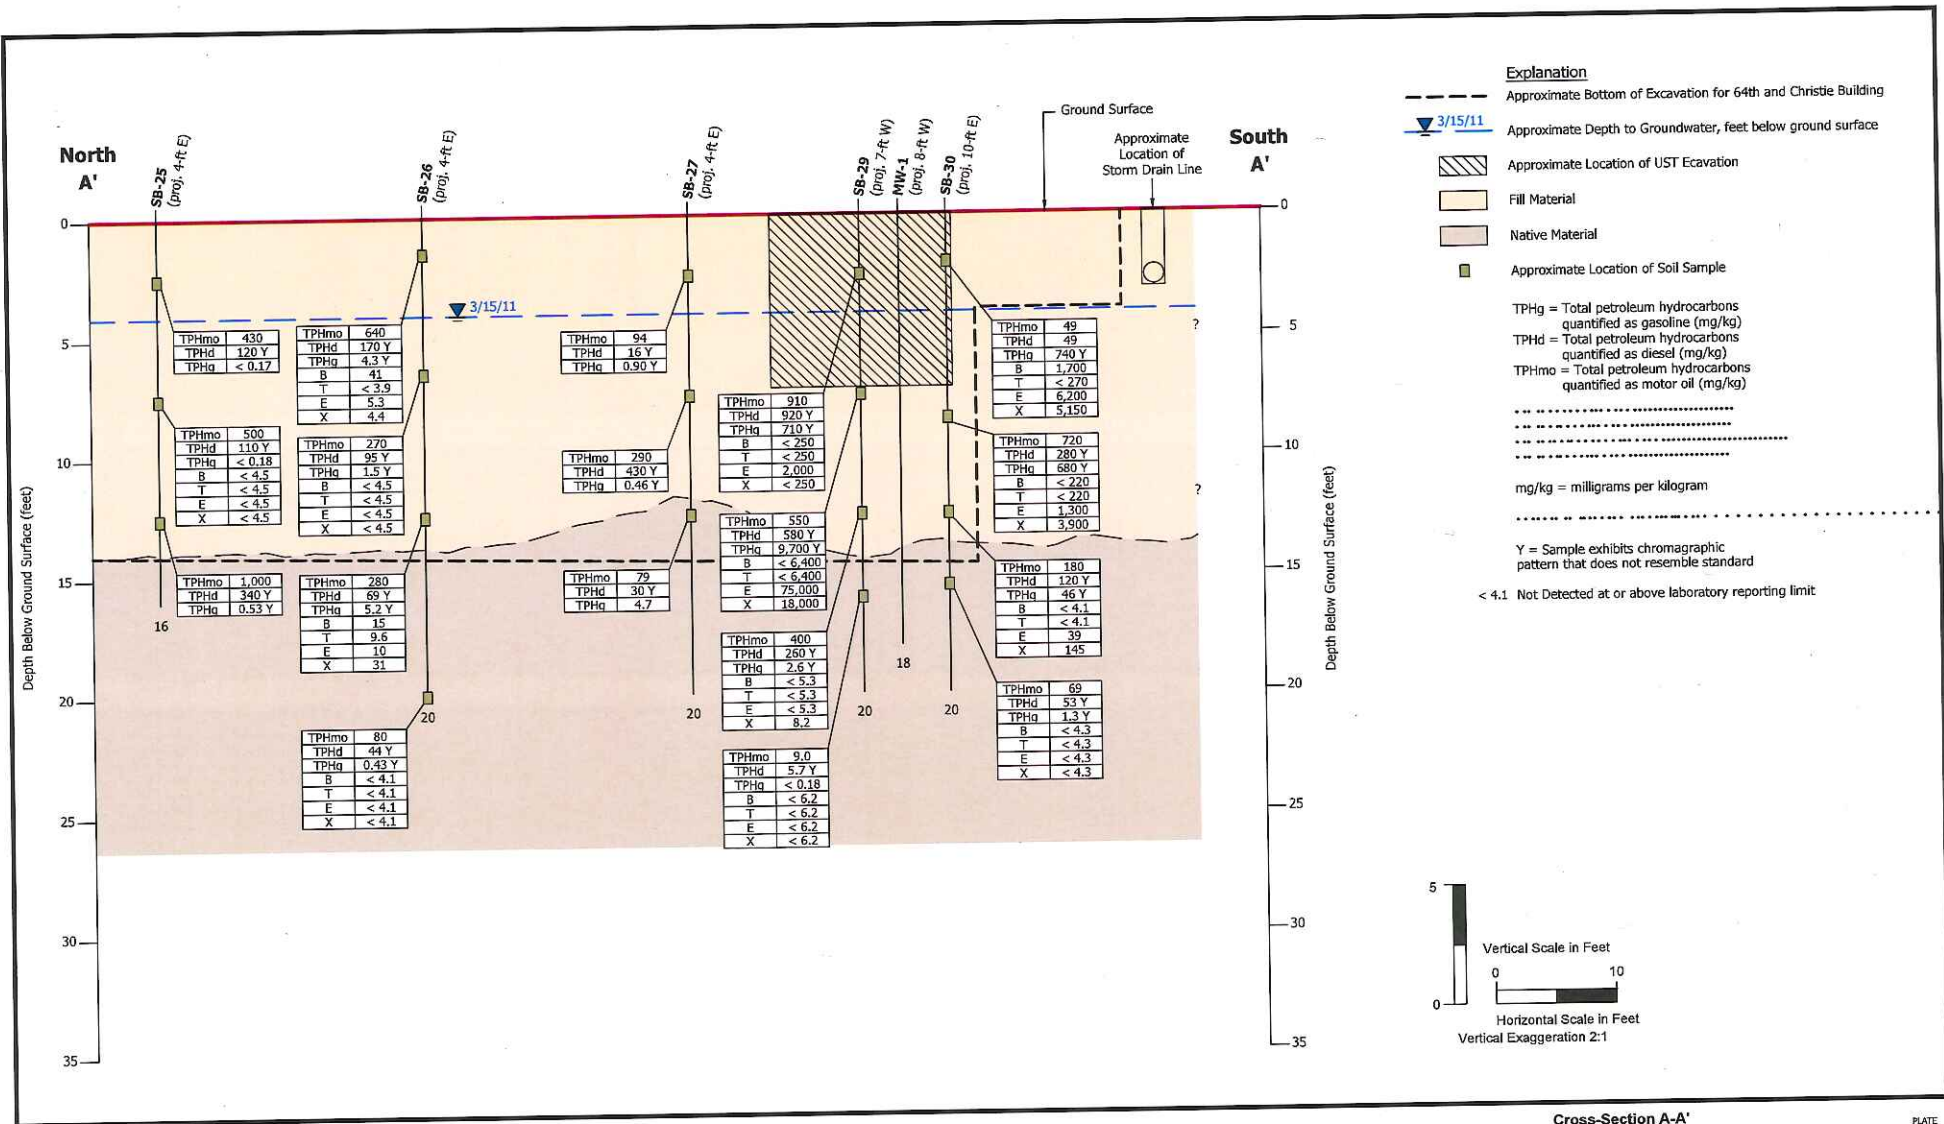 North
A'
South
A'
SB-25
(proj. 4-ft E)
SB-26
(proj. 4-ft E)
SB-27
(proj. 4-ft E)
SB-29
(proj. 7-ft W)
MW-1
(proj. 8-ft W)
SB-30
(proj. 10-ft E)
Ground Surface
Approximate
Location of
Storm Drain Line
Depth Below Ground Surface (feet)
0
5
10
15
20
25
30
35
3/15/11
TPHmo 430
TPHd 120 Y
TPHg < 0.17
TPHmo 500
TPHd 110 Y
TPHg < 0.18
B < 4.5
T < 4.5
E < 4.5
X < 4.5
TPHmo 1,000
TPHd 340 Y
TPHg 0.53 Y
16
TPHmo 640
TPHd 170 Y
TPHg 4.3 Y
B 41
T < 3.9
E 5.3
X 4.4
TPHmo 270
TPHd 95 Y
TPHg 1.5 Y
B < 4.5
T < 4.5
E < 4.5
X < 4.5
TPHmo 280
TPHd 69 Y
TPHg 5.2 Y
B 15
T 9.6
E 10
X 31
20
TPHmo 80
TPHd 44 Y
TPHg 0.43 Y
B < 4.1
T < 4.1
E < 4.1
X < 4.1
TPHmo 94
TPHd 16 Y
TPHg 0.90 Y
TPHmo 290
TPHd 430 Y
TPHg 0.46 Y
TPHmo 79
TPHd 30 Y
TPHg 4.7
20
TPHmo 910
TPHd 920 Y
TPHg 710 Y
B < 250
T < 250
E 2,000
X < 250
TPHmo 550
TPHd 580 Y
TPHg 9,700 Y
B < 6,400
T < 6,400
E 75,000
X 18,000
TPHmo 400
TPHd 260 Y
TPHg 2.6 Y
B < 5.3
T < 5.3
E < 5.3
X 8.2
TPHmo 9.0
TPHd 5.7 Y
TPHg < 0.18
B < 6.2
T < 6.2
E < 6.2
X < 6.2
20
18
20
TPHmo 49
TPHd 49
TPHg 740 Y
B 1,700
T < 270
E 6,200
X 5,150
TPHmo 720
TPHd 280 Y
TPHg 680 Y
B < 220
T < 220
E 1,300
X 3,900
TPHmo 180
TPHd 120 Y
TPHg 46 Y
B < 4.1
T < 4.1
E 39
X 145
TPHmo 69
TPHd 53 Y
TPHg 1.3 Y
B < 4.3
T < 4.3
E < 4.3
X < 4.3
?
?
0
5
10
15
20
25
30
35
Depth Below Ground Surface (feet)
Explanation
Approximate Bottom of Excavation for 64th and Christie Building
3/15/11
Approximate Depth to Groundwater, feet below ground surface
Approximate Location of UST Ecavation
Fill Material
Native Material
Approximate Location of Soil Sample
TPHg = Total petroleum hydrocarbons
quantified as gasoline (mg/kg)
TPHd = Total petroleum hydrocarbons
quantified as diesel (mg/kg)
TPHmo = Total petroleum hydrocarbons
quantified as motor oil (mg/kg)
mg/kg = milligrams per kilogram
Y = Sample exhibits chromagraphic
pattern that does not resemble standard
< 4.1 Not Detected at or above laboratory reporting limit
5
0
Vertical Scale in Feet
0 10
Horizontal Scale in Feet
Vertical Exaggeration 2:1
Cross-Section A-A'
PLATE